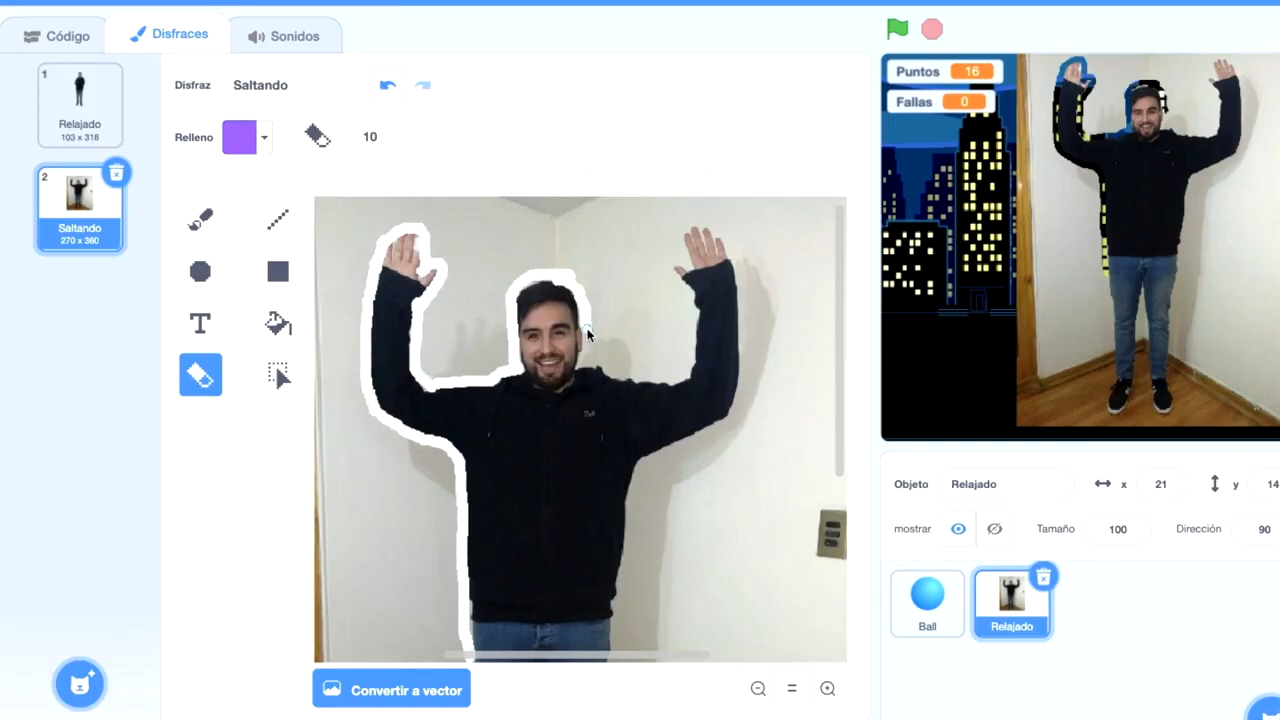 Código
Disfraces
Sonidos
1
Relajado
103 x 318
2
Saltando
270 x 360
Disfraz
Saltando
Relleno
10
T
Convertir a vector
Puntos 16
Fallas 0
Objeto
Relajado
x
21
y
14
mostrar
Tamaño
100
Dirección
90
Ball
Relajado